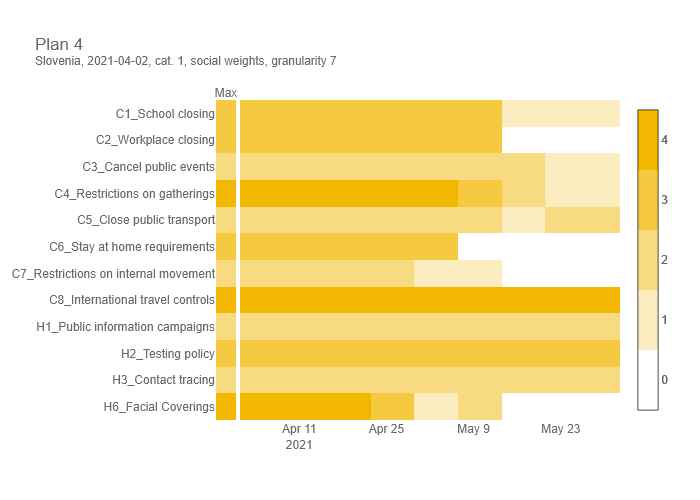 Plan 4
Slovenia, 2021-04-02, cat. 1, social weights, granularity 7
Max
C1_School closing
C2_Workplace closing
C3_Cancel public events
C4_Restrictions on gatherings
C5_Close public transport
C6_Stay at home requirements
C7_Restrictions on internal movement
C8_International travel controls
H1_Public information campaigns
H2_Testing policy
H3_Contact tracing
H6_Facial Coverings
Apr 11
2021
Apr 25
May 9
May 23
4
3
2
1
0